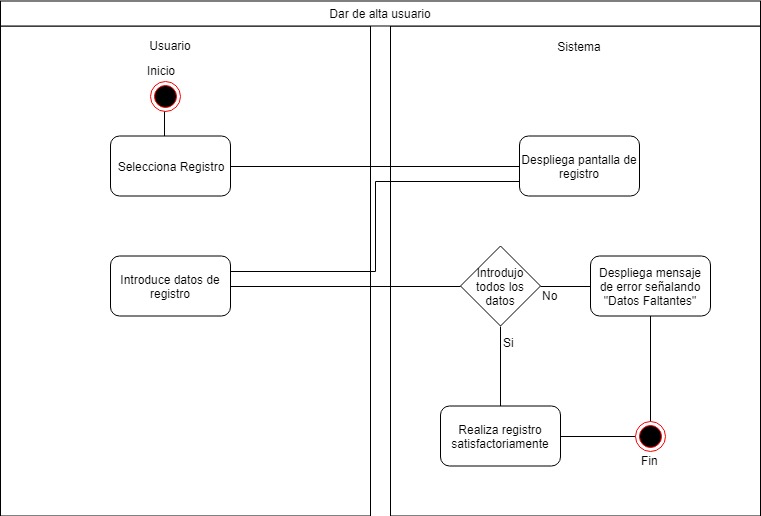 Dar de alta usuario
Usuario
Sistema
Inicio
Selecciona Registro
Despliega pantalla de
registro
Introduce datos de
registro
Introdujo
todos los
datos
No
Despliega mensaje
de error señalando
"Datos Faltantes"
Si
Realiza registro
satisfactoriamente
Fin